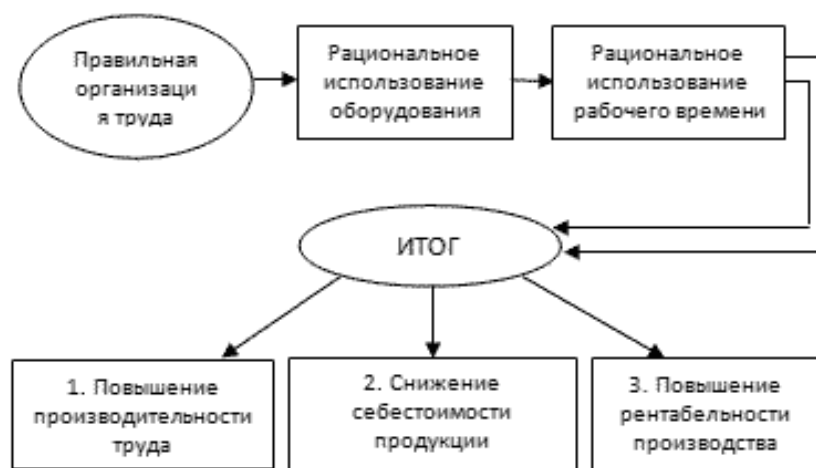 Правильная
организаци
я труда
Рациональное
использование
оборудования
Рациональное
использование
рабочего времени
ИТОГ
1. Повышение
производительности
труда
2. Снижение
себестоимости
продукции
3. Повышение
рентабельности
производства